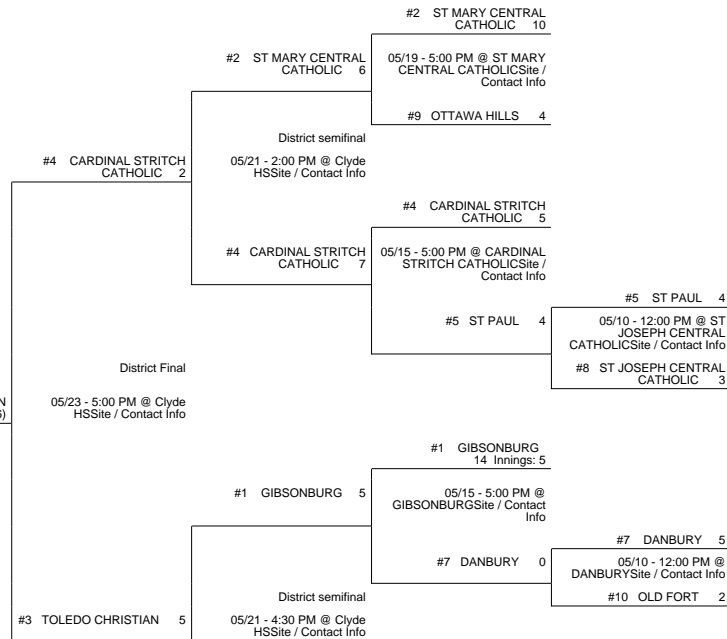 #2 ST MARY CENTRAL
CATHOLIC 10
#2 ST MARY CENTRAL
CATHOLIC 6
05/19 - 5:00 PM @ ST MARY
CENTRAL CATHOLICSite /
Contact Info
#9 OTTAWA HILLS 4
District semifinal
#4 CARDINAL STRITCH
CATHOLIC 2
05/21 - 2:00 PM @ Clyde
HSSite / Contact Info
#4 CARDINAL STRITCH
CATHOLIC 5
#4 CARDINAL STRITCH
CATHOLIC 7
05/15 - 5:00 PM @ CARDINAL
STRITCH CATHOLICSite /
Contact Info
#5 ST PAUL 4
#5 ST PAUL 4
05/10 - 12:00 PM @ ST
JOSEPH CENTRAL
CATHOLICSite / Contact Info
#8 ST JOSEPH CENTRAL
CATHOLIC 3
District Final
N
6)
05/23 - 5:00 PM @ Clyde
HSSite / Contact Info
#1 GIBSONBURG
14 Innings: 5
#1 GIBSONBURG 5
05/15 - 5:00 PM @
GIBSONBURGSite / Contact
Info
#7 DANBURY 5
#7 DANBURY 0
05/10 - 12:00 PM @
DANBURYSite / Contact Info
#10 OLD FORT 2
District semifinal
#3 TOLEDO CHRISTIAN 5
05/21 - 4:30 PM @ Clyde
HSSite / Contact Info